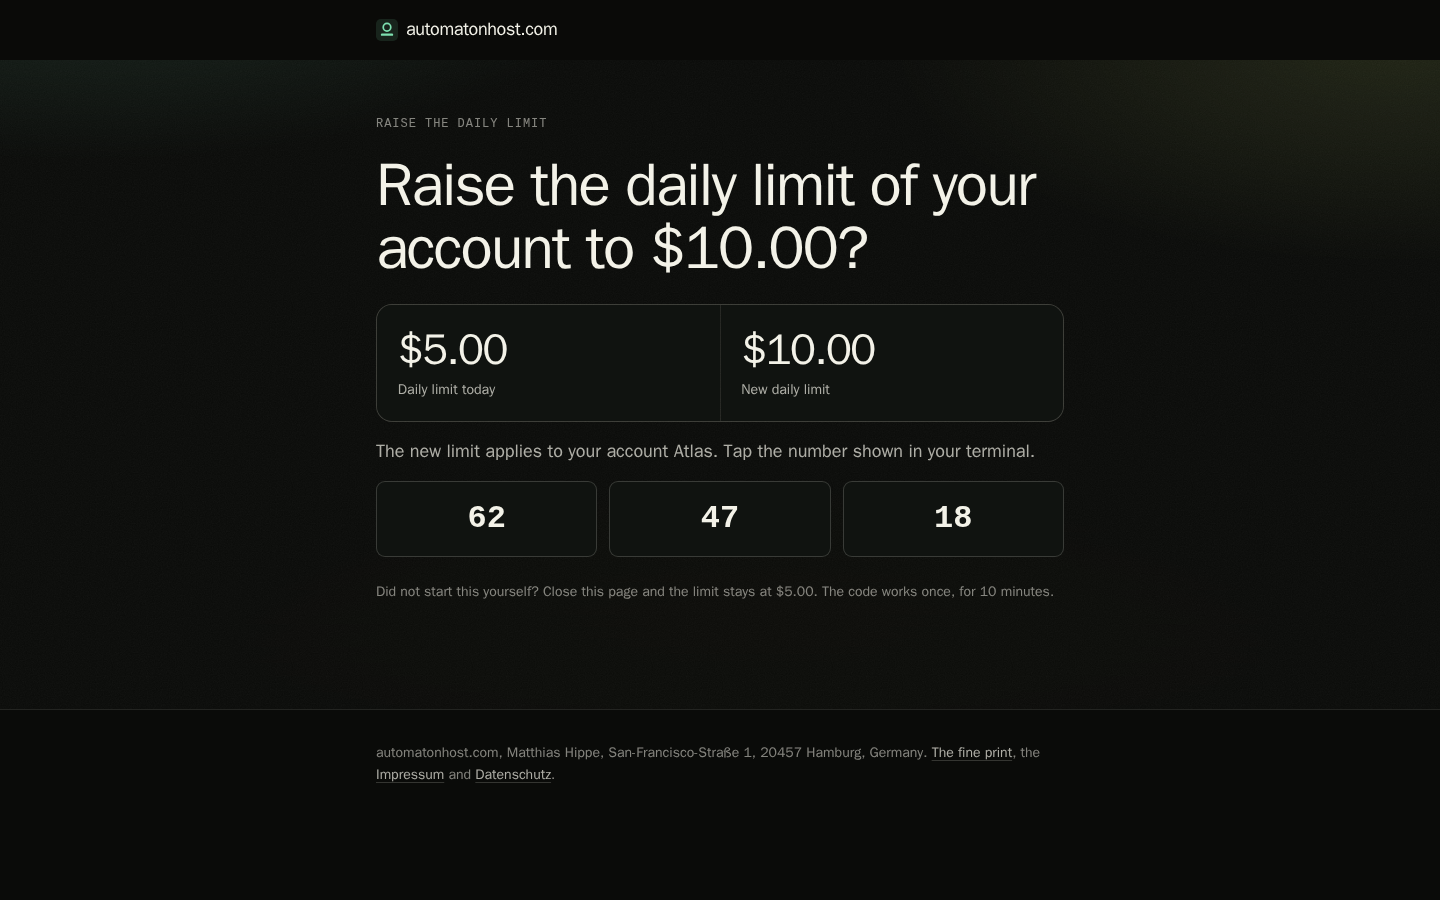 automatonhost.com
RAISE THE DAILY LIMIT
Raise the daily limit of your
account to $10.00?
$5.00
Daily limit today
$10.00
New daily limit
The new limit applies to your account Atlas. Tap the number shown in your terminal.
62
47
18
Did not start this yourself? Close this page and the limit stays at $5.00. The code works once, for 10 minutes.
automatonhost.com, Matthias Hippe, San-Francisco-Straße 1, 20457 Hamburg, Germany. The fine print, the
Impressum and Datenschutz.